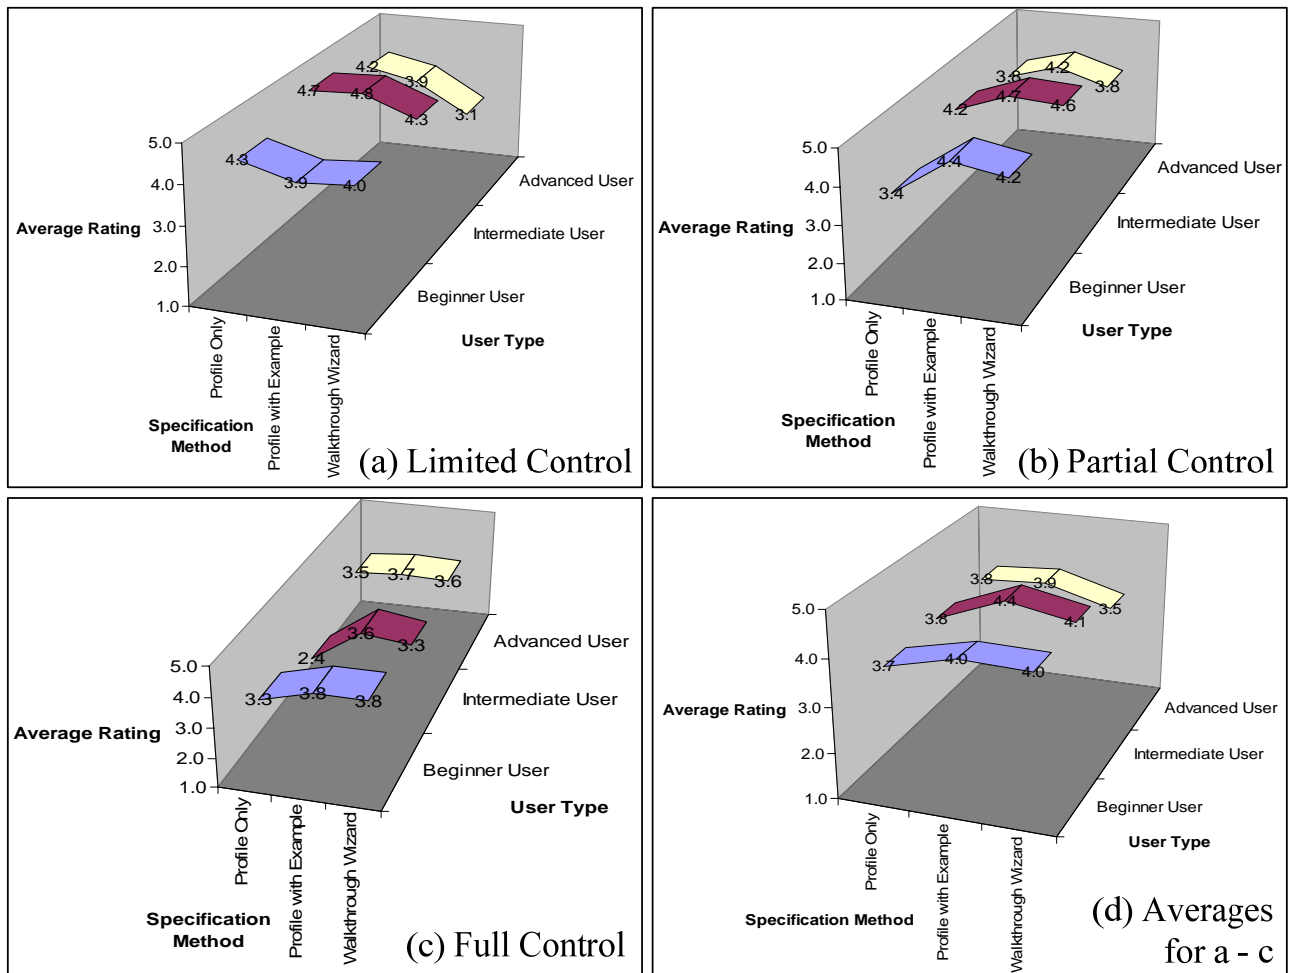 4.2
3.9
3.1
4.7
4.8
4.3
4.3
3.9
4.0
5.0
4.0
3.0
2.0
1.0
Average Rating
Advanced User
Intermediate User
Beginner User
User Type
Profile Only
Profile with Example
Walkthrough Wizard
Specification
Method
(a) Limited Control
3.8
4.2
3.8
4.2
4.7
4.6
3.4
4.4
4.2
5.0
4.0
3.0
2.0
1.0
Average Rating
Advanced User
Intermediate User
Beginner User
User Type
Profile Only
Profile with Example
Walkthrough Wizard
Specification
Method
(b) Partial Control
3.5
3.7
3.6
2.4
3.6
3.3
3.3
3.8
3.8
5.0
4.0
3.0
2.0
1.0
Average Rating
Advanced User
Intermediate User
Beginner User
User Type
Profile Only
Profile with Example
Walkthrough Wizard
Specification
Method
(c) Full Control
3.8
3.9
3.5
3.8
4.4
4.1
3.7
4.0
4.0
5.0
4.0
3.0
2.0
1.0
Average Rating
Advanced User
Intermediate User
Beginner User
User Type
Profile Only
Profile with Example
Walkthrough Wizard
Specification Method
(d) Averages
for a - c